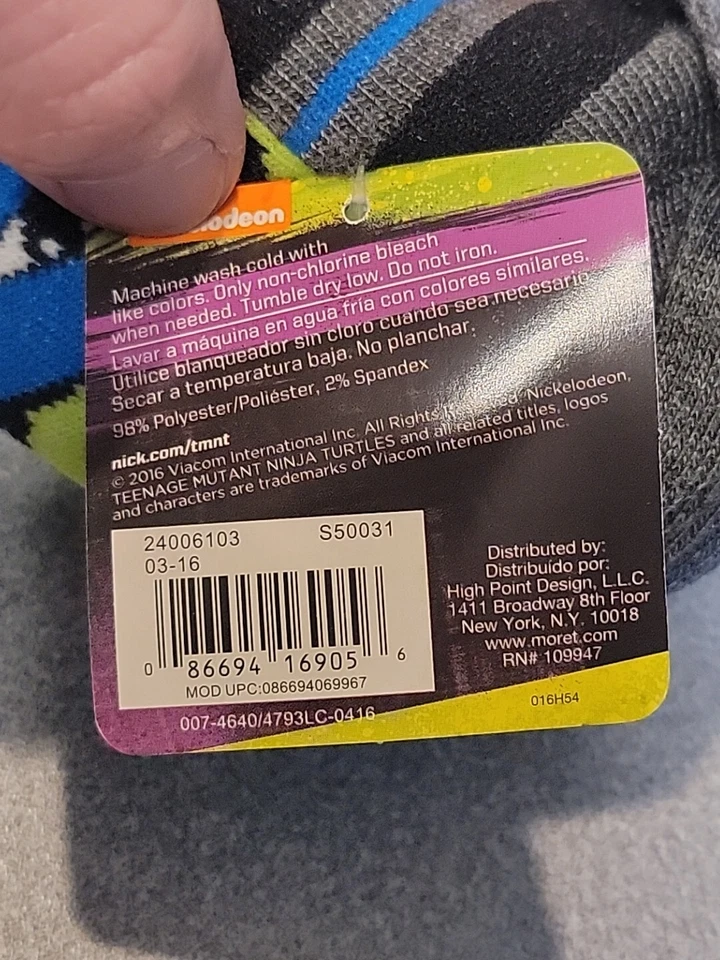 lodeon
Machine wash cold with
like colors. Only non-chlorine bleach
when needed. Tumble dry low. Do not iron.
Lavar a máquina en agua fría con colores similares.
Utilice blanqueador sin cloro cuando sea necesario
Secar a temperatura baja. No planchar.
98% Polyester/Poliéster, 2% Spandex
nick.com/tmnt
© 2016 Viacom International Inc. All Rights Nickelodeon,
TEENAGE MUTANT NINJA TURTLES and all related titles, logos
and characters are trademarks of Viacom International Inc.
24006103 S50031
03-16
0 86694 16905 6
MOD UPC:086694069967
007-4640/4793LC-0416
Distributed by:
Distribuido por:
High Point Design, L.L.C.
1411 Broadway 8th Floor
New York, N.Y. 10018
www.moret.com
RN# 109947
016H54